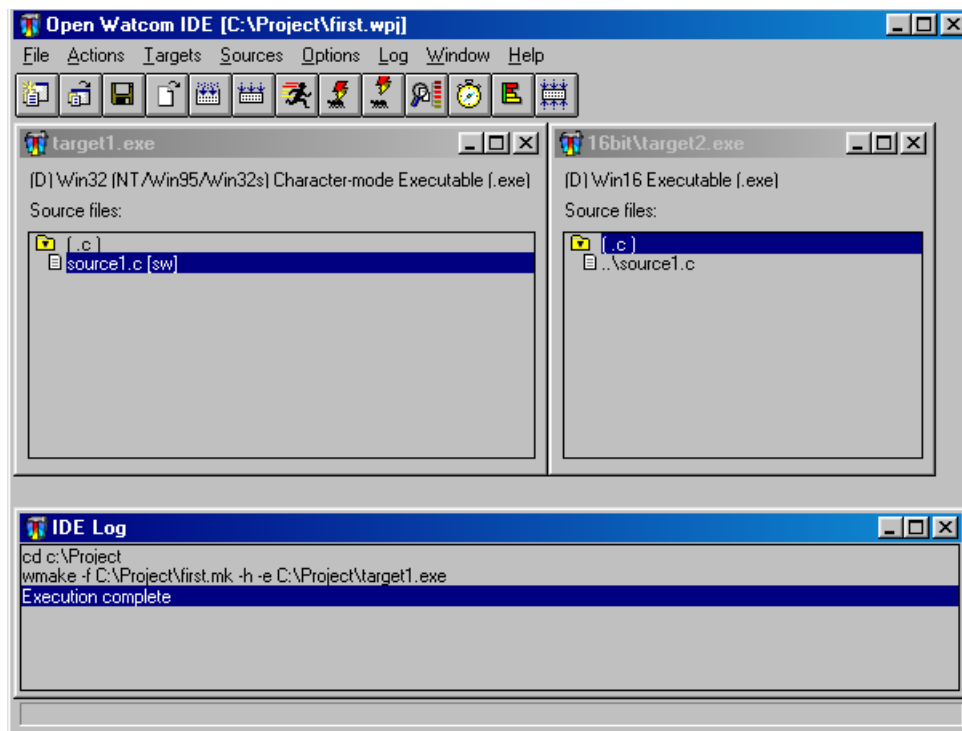 Open Watcom IDE [C:\Project\first.wpj]
File Actions Targets Sources Options Log Window Help
target1.exe
(D) Win32 (NT/Win95/Win32s) Character-mode Executable (.exe)
Source files:
(.c)
source1.c [sw]
16bit\target2.exe
(D) Win16 Executable (.exe)
Source files:
(.c)
..\source1.c
IDE Log
cd c:\Project
wmake -f C:\Project\first.mk -h -e C:\Project\target1.exe
Execution complete